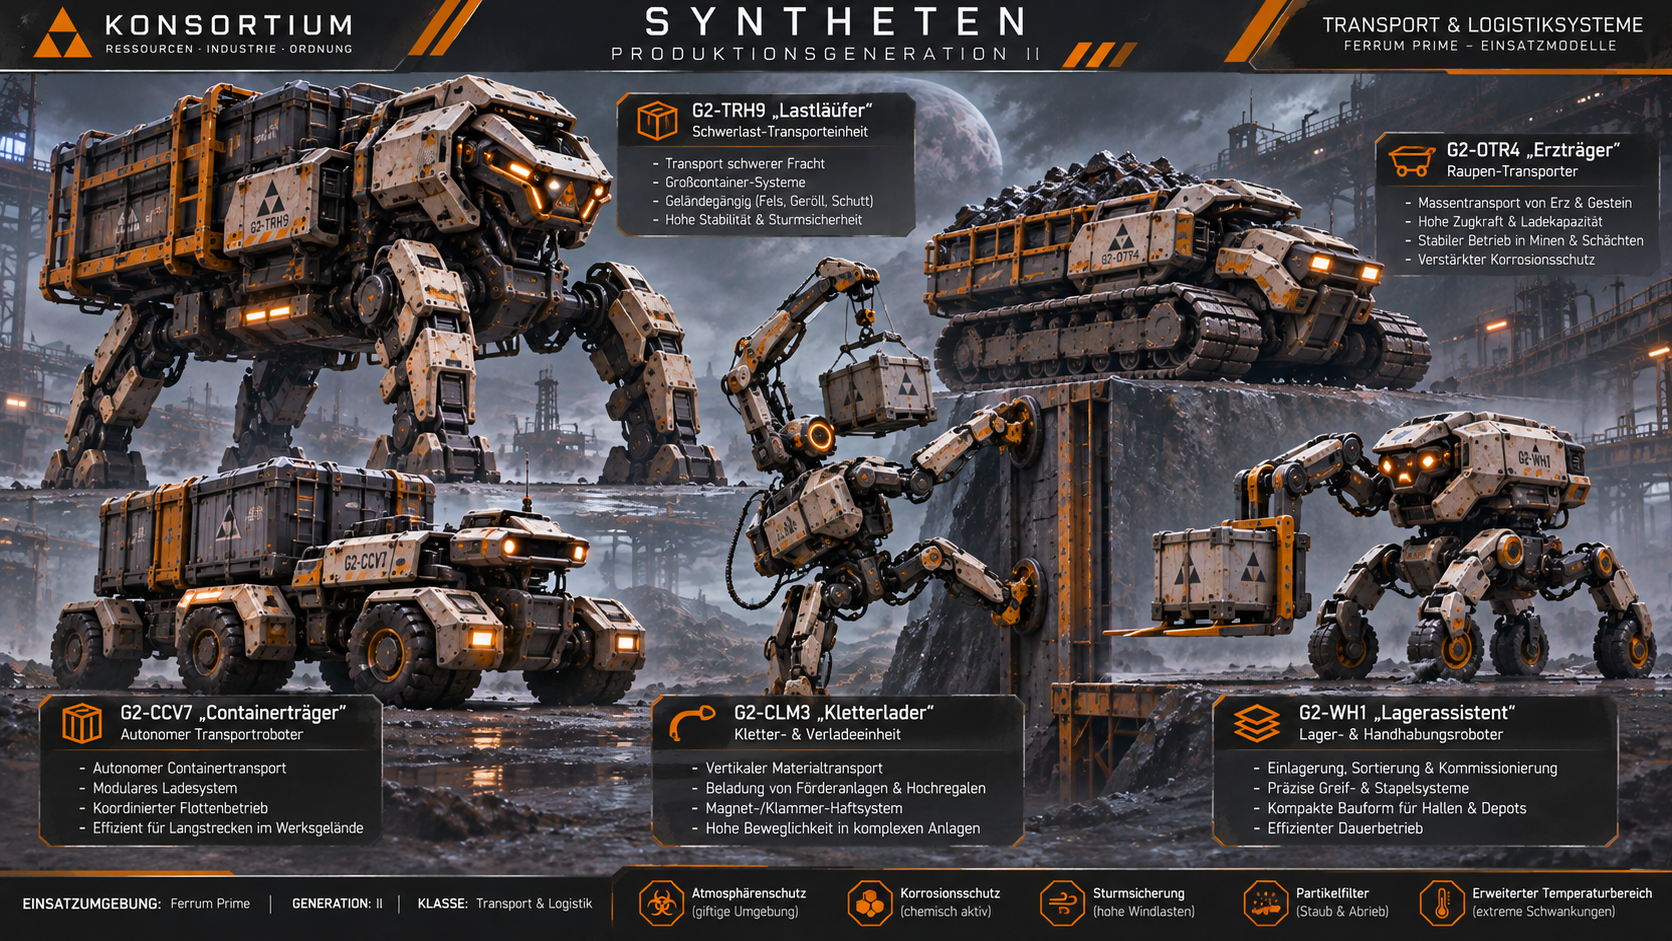 KONSORTIUM
RESSOURCEN · INDUSTRIE · ORDNUNG
SYNTHETEN
PRODUKTIONSGENERATION II
TRANSPORT & LOGISTIKSYSTEME
FERRUM PRIME – EINSATZMODELLE
G2-TRH9 „Lastläufer“
Schwerlast-Transporteinheit
- Transport schwerer Fracht
- Großcontainer-Systeme
- Geländegängig (Fels, Geröll, Schutt)
- Hohe Stabilität & Sturmsicherheit
G2-OTR4 „Erzträger“
Raupen-Transporter
- Massentransport von Erz & Gestein
- Hohe Zugkraft & Ladekapazität
- Stabiler Betrieb in Minen & Schächten
- Verstärkter Korrosionsschutz
G2-TRH9
G2-OTR4
G2-WH1
G2-CCV7
G2-CCV7 „Containerträger“
Autonomer Transportroboter
- Autonomer Containertransport
- Modulares Ladesystem
- Koordinierter Flottenbetrieb
- Effizient für Langstrecken im Werksgelände
G2-CLM3 „Kletterlader“
Kletter- & Verladeeinheit
- Vertikaler Materialtransport
- Beladung von Förderanlagen & Hochregalen
- Magnet-/Klammer-Haftsystem
- Hohe Beweglichkeit in komplexen Anlagen
G2-WH1 „Lagerassistent“
Lager- & Handhabungsroboter
- Einlagerung, Sortierung & Kommissionierung
- Präzise Greif- & Stapelsysteme
- Kompakte Bauform für Hallen & Depots
- Effizienter Dauerbetrieb
EINSATZUMGEBUNG: Ferrum Prime | GENERATION: II | KLASSE: Transport & Logistik
Atmosphärenschutz
(giftige Umgebung)
Korrosionsschutz
(chemisch aktiv)
Sturmsicherung
(hohe Windlasten)
Partikelfilter
(Staub & Abrieb)
Erweiterter Temperaturbereich
(extreme Schwankungen)